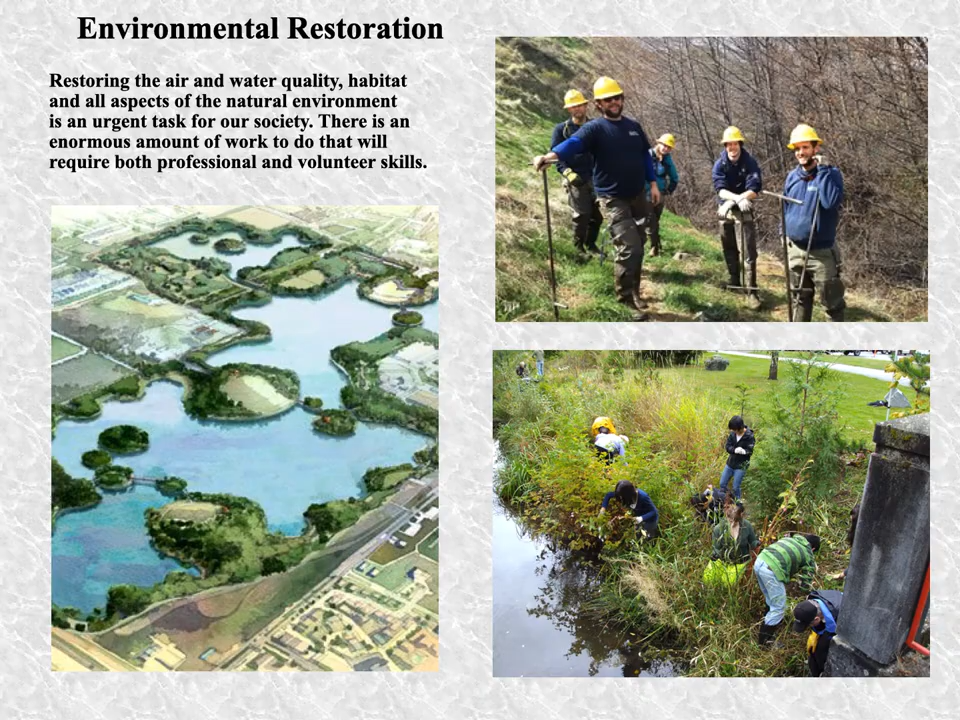 Environmental Restoration
Restoring the air and water quality, habitat
and all aspects of the natural environment
is an urgent task for our society. There is an
enormous amount of work to do that will
require both professional and volunteer skills.